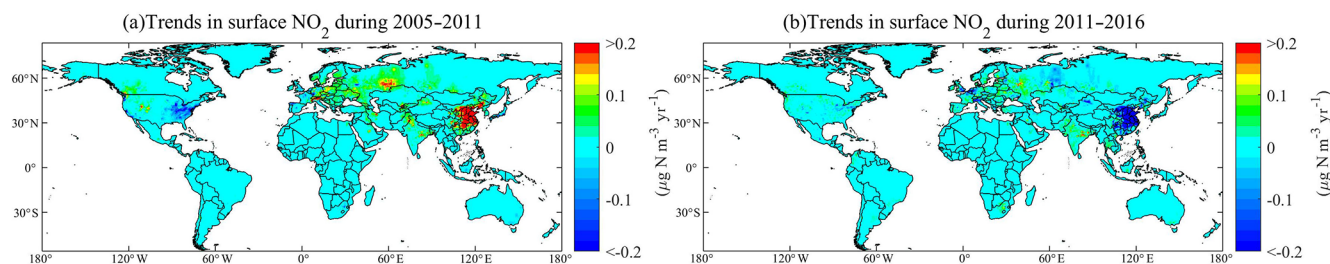 (a)Trends in surface NO2 during 2005-2011
60°N
30°N
0°
30°S
180°
120°W
60°W
0°
60°E
120°E
180°
>0.2
0.1
0
-0.1
<-0.2
(μg N m-3 yr-1)
(b)Trends in surface NO2 during 2011-2016
60°N
30°N
0°
30°S
180°
120°W
60°W
0°
60°E
120°E
180°
>0.2
0.1
0
-0.1
<-0.2
(μg N m-3 yr-1)